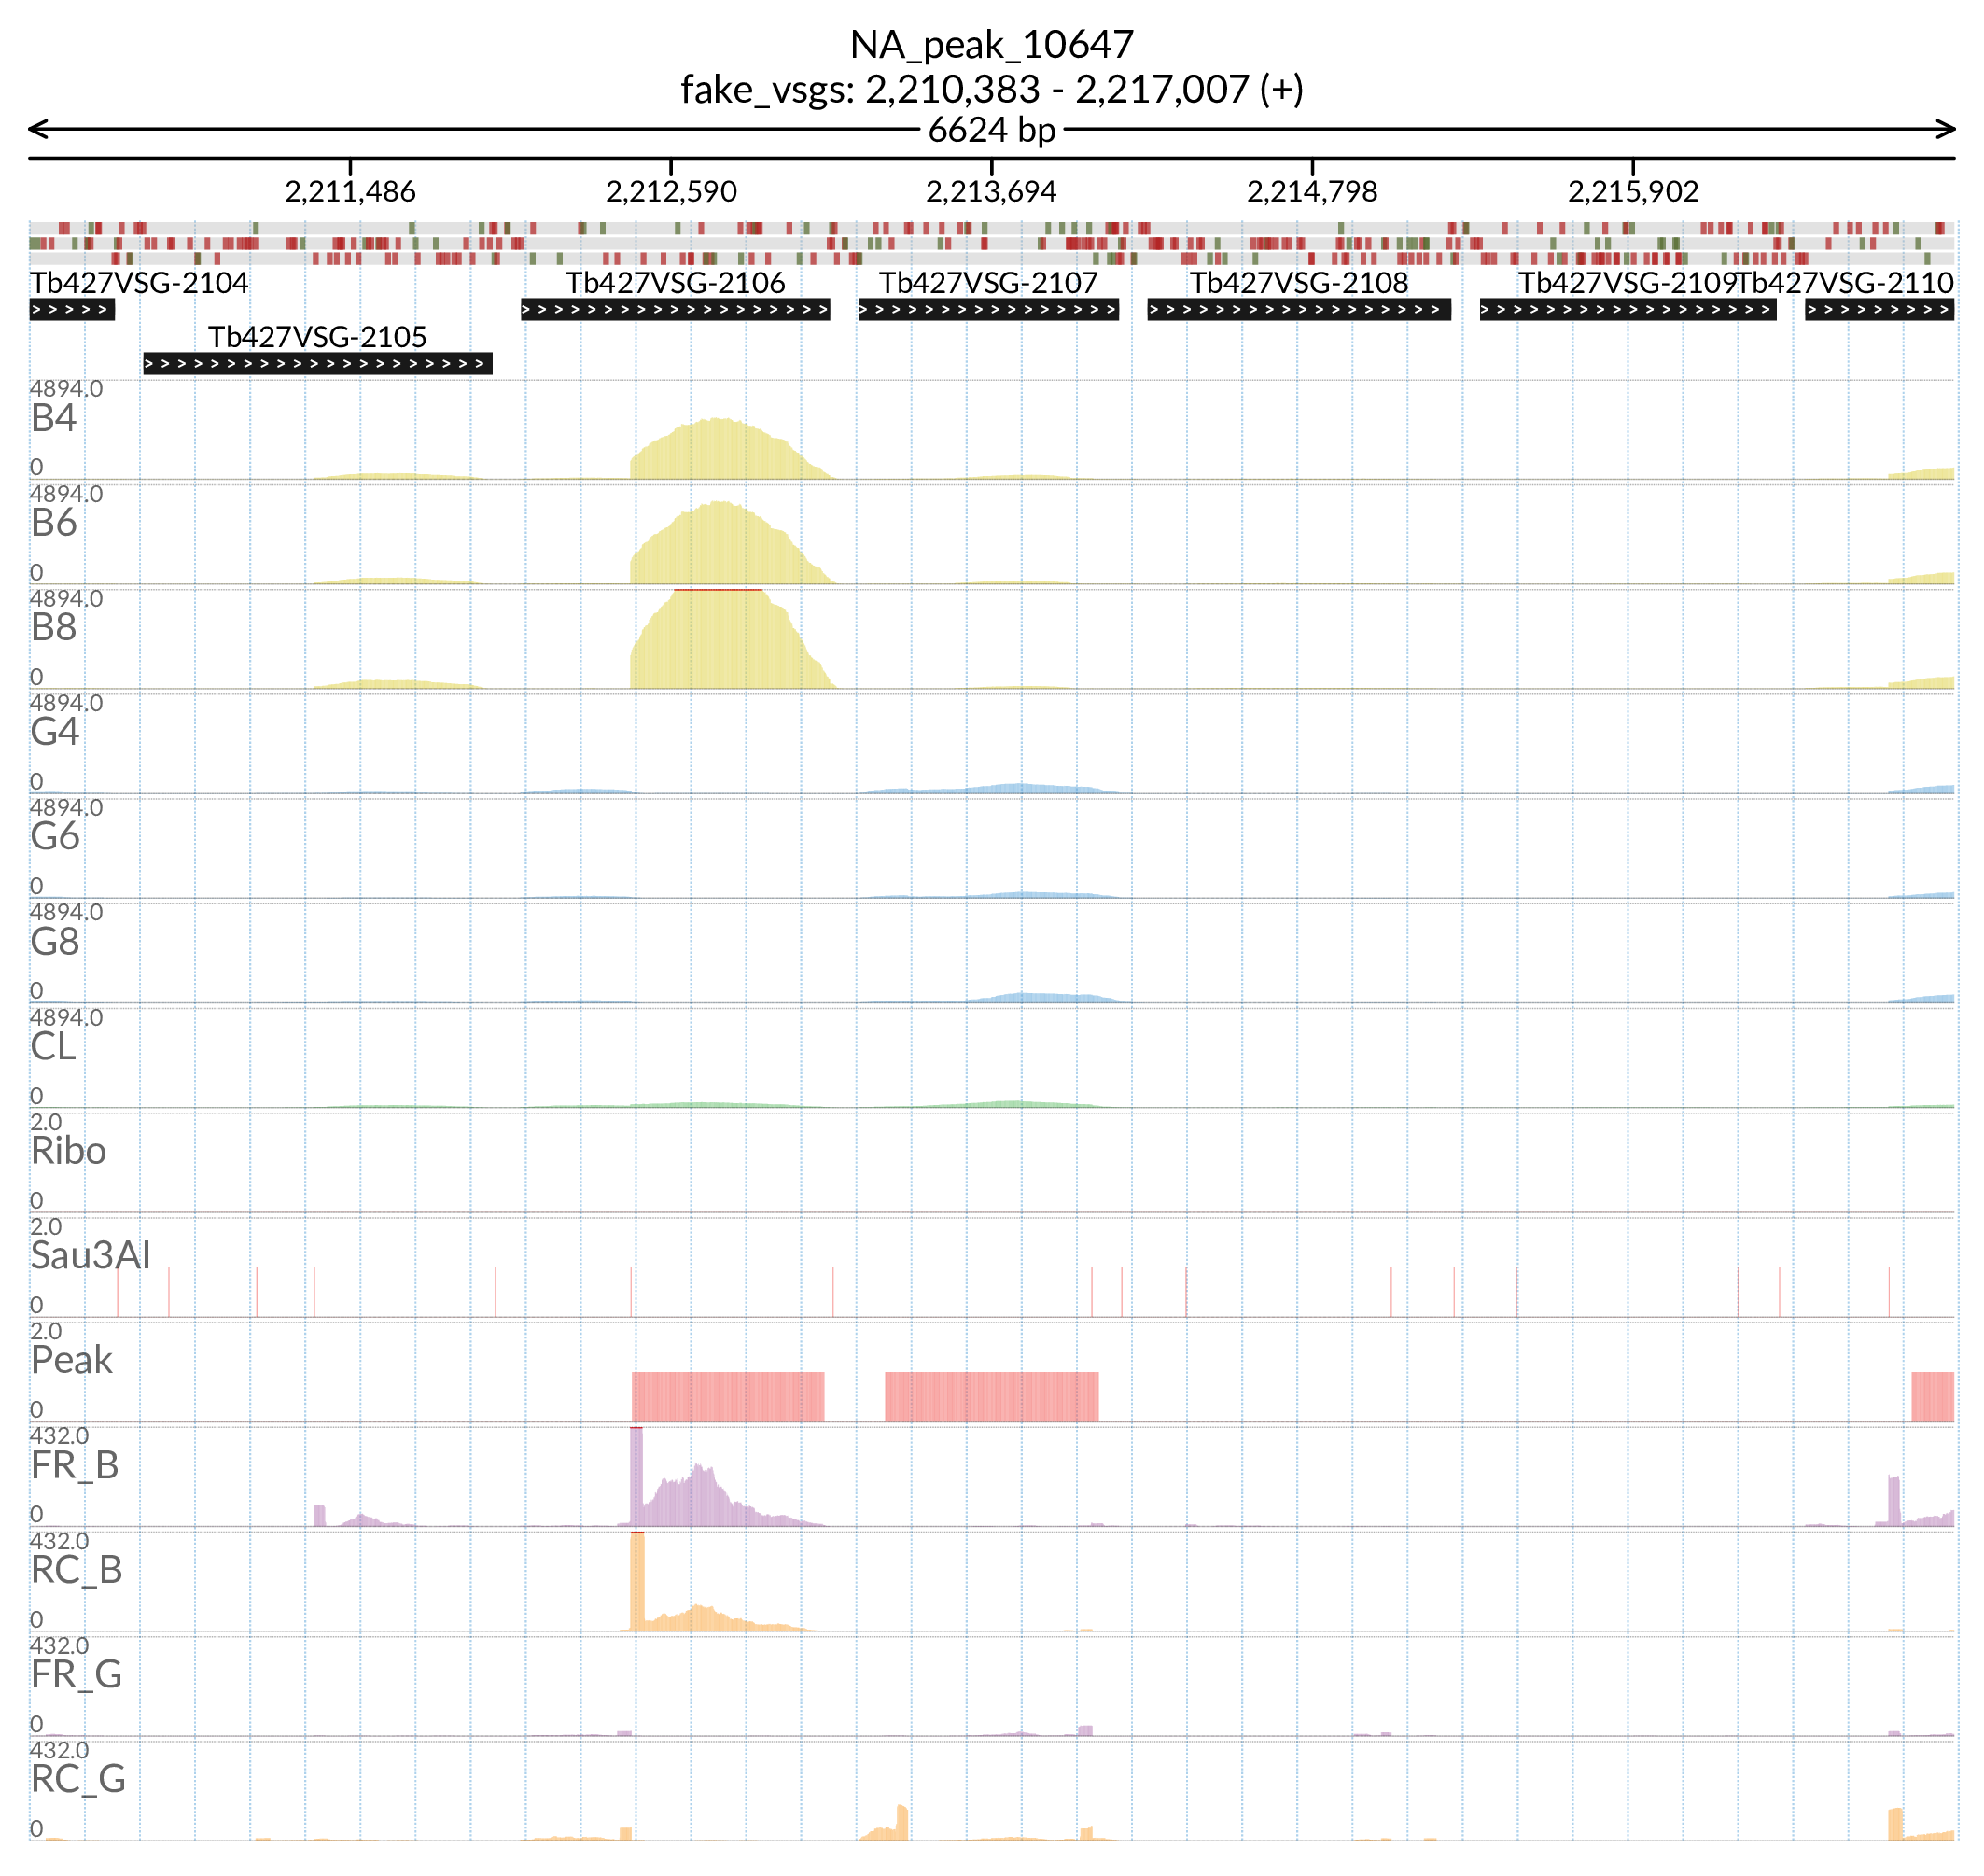 NA_peak_10647
fake_vsgs: 2,210,383 - 2,217,007 (+)
6624 bp
2,211,486 2,212,590 2,213,694 2,214,798 2,215,902
Tb427VSG-2104 Tb427VSG-2106 Tb427VSG-2107 Tb427VSG-2108 Tb427VSG-2109 Tb427VSG-2110
Tb427VSG-2105
4894.0
B4
0
4894.0
B6
0
4894.0
B8
0
4894.0
G4
0
4894.0
G6
0
4894.0
G8
0
4894.0
CL
0
2.0
Ribo
0
2.0
Sau3AI
0
2.0
Peak
0
432.0
FR_B
0
432.0
RC_B
0
432.0
FR_G
0
432.0
RC_G
0